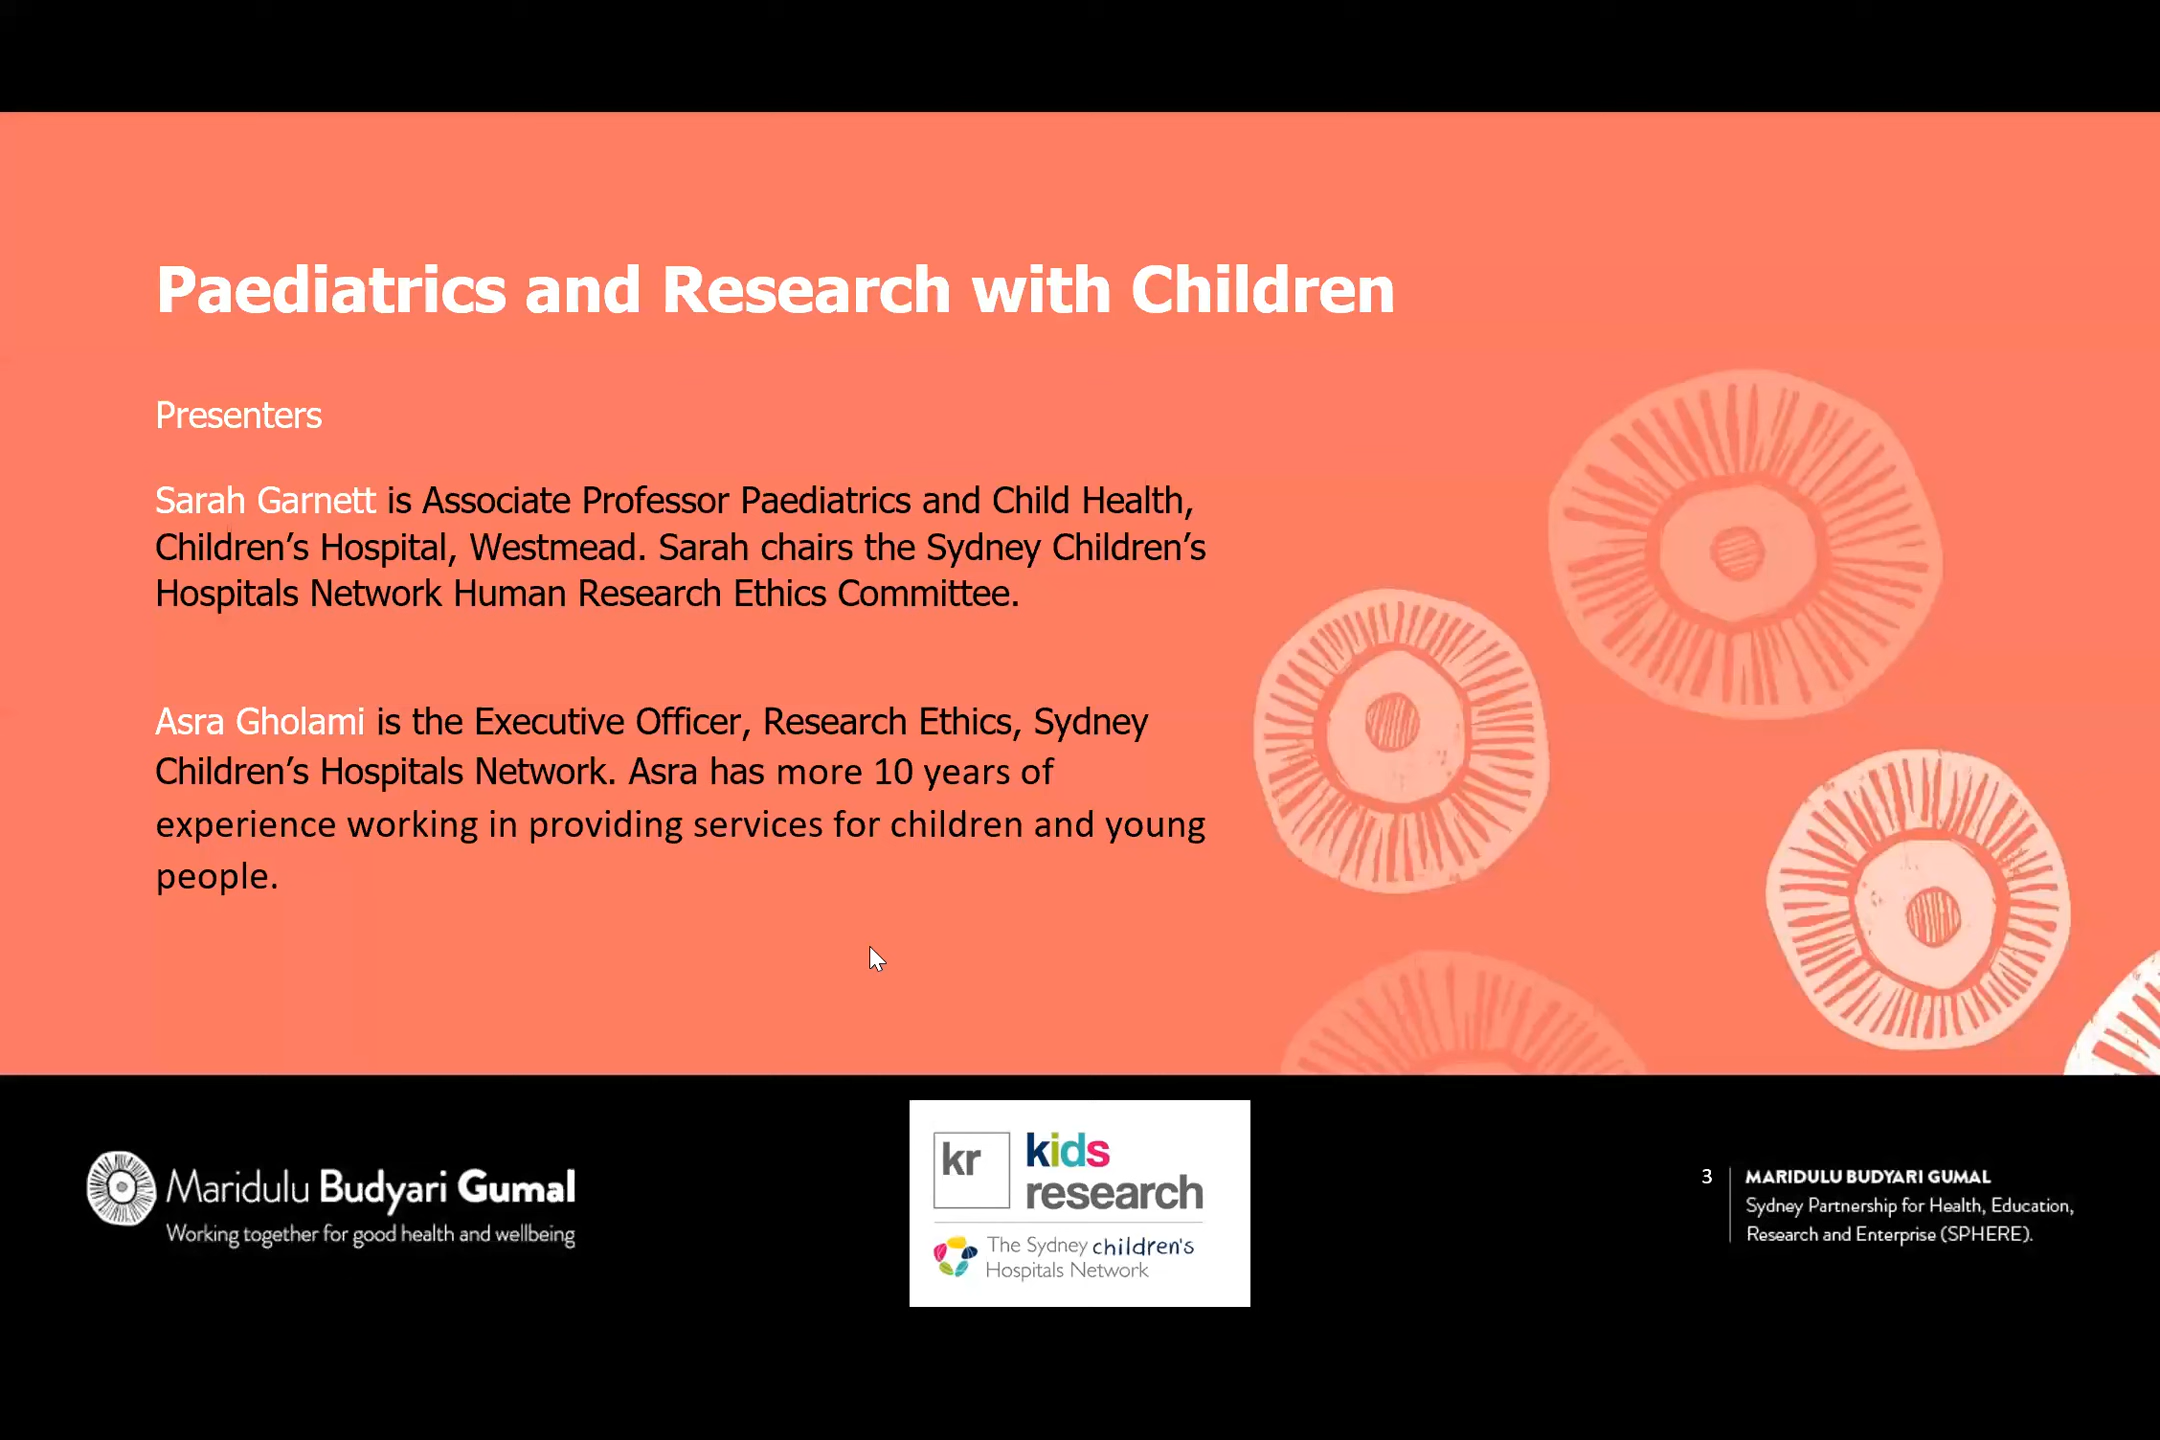 Paediatrics and Research with Children
Presenters
Sarah Garnett is Associate Professor Paediatrics and Child Health,
Children’s Hospital, Westmead. Sarah chairs the Sydney Children’s
Hospitals Network Human Research Ethics Committee.
Asra Gholami is the Executive Officer, Research Ethics, Sydney
Children’s Hospitals Network. Asra has more 10 years of
experience working in providing services for children and young
people.
Maridulu Budyari Gumal
Working together for good health and wellbeing
kr
kids
research
The Sydney children's
Hospitals Network
3
MARIDULU BUDYARI GUMAL
Sydney Partnership for Health, Education,
Research and Enterprise (SPHERE).